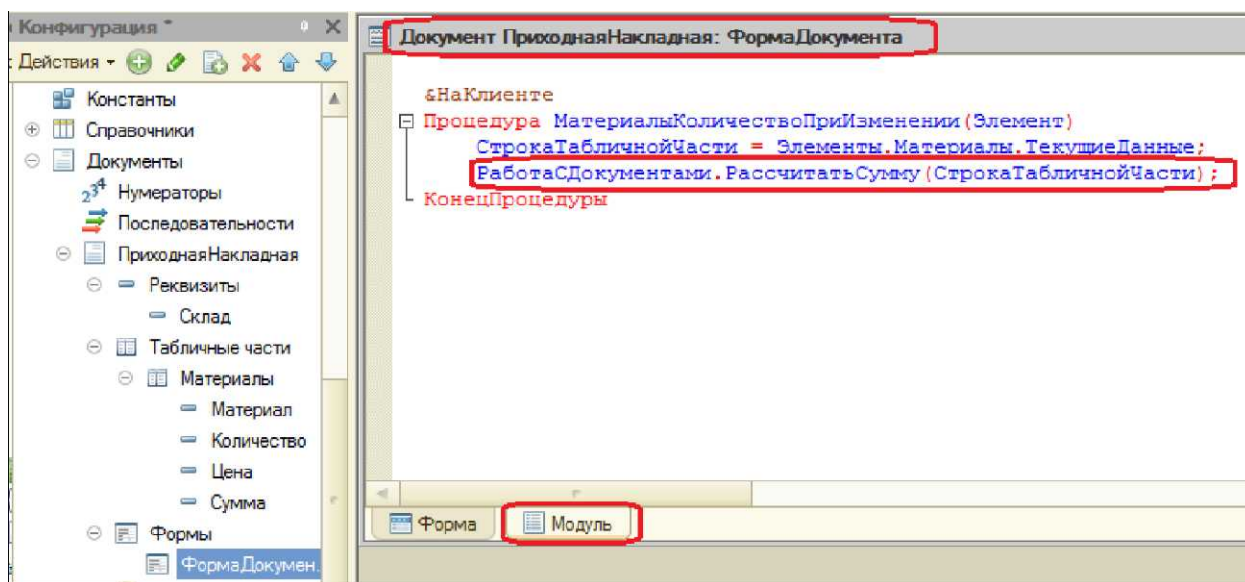 Конфигурация *
Действия
Константы
Справочники
Документы
Нумераторы
Последовательности
ПриходнаяНакладная
Реквизиты
Склад
Табличные части
Материалы
Материал
Количество
Цена
Сумма
Формы
ФормаДокумен.
Документ ПриходнаяНакладная: ФормаДокумента
&НаКлиенте
Процедура МатериалыКоличествоПриИзменении(Элемент)
СтрокаТабличнойЧасти = Элементы.Материалы.ТекущиеДанные;
РаботаСДокументами.РассчитатьСумму(СтрокаТабличнойЧасти);
КонецПроцедуры
Форма
Модуль